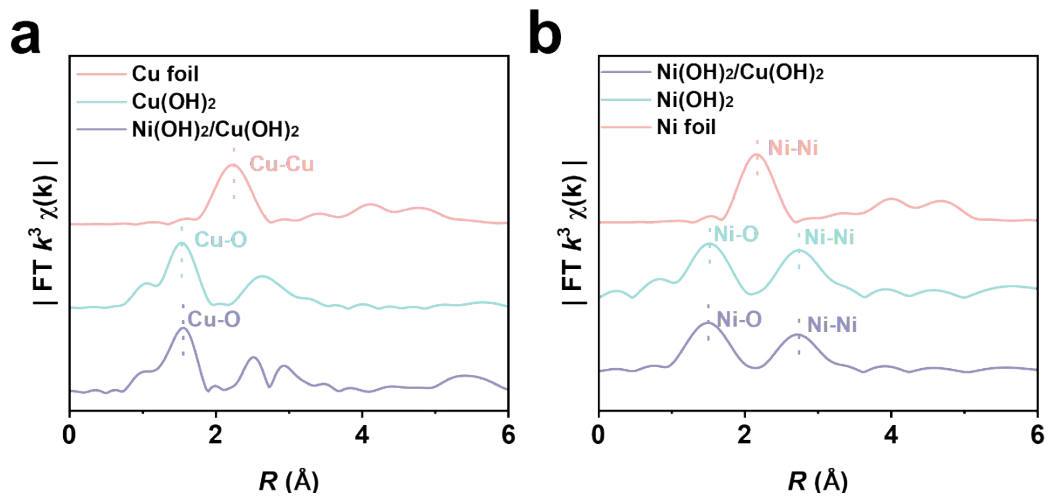 a
Cu foil
Cu(OH)₂
Ni(OH)₂/Cu(OH)₂
Cu-Cu
Cu-O
Cu-O
| FT k³ χ(k) |
0 2 4 6
R (Å)
b
Ni(OH)₂/Cu(OH)₂
Ni(OH)₂
Ni foil
Ni-Ni
Ni-O Ni-Ni
Ni-O Ni-Ni
| FT k³ χ(k) |
0 2 4 6
R (Å)